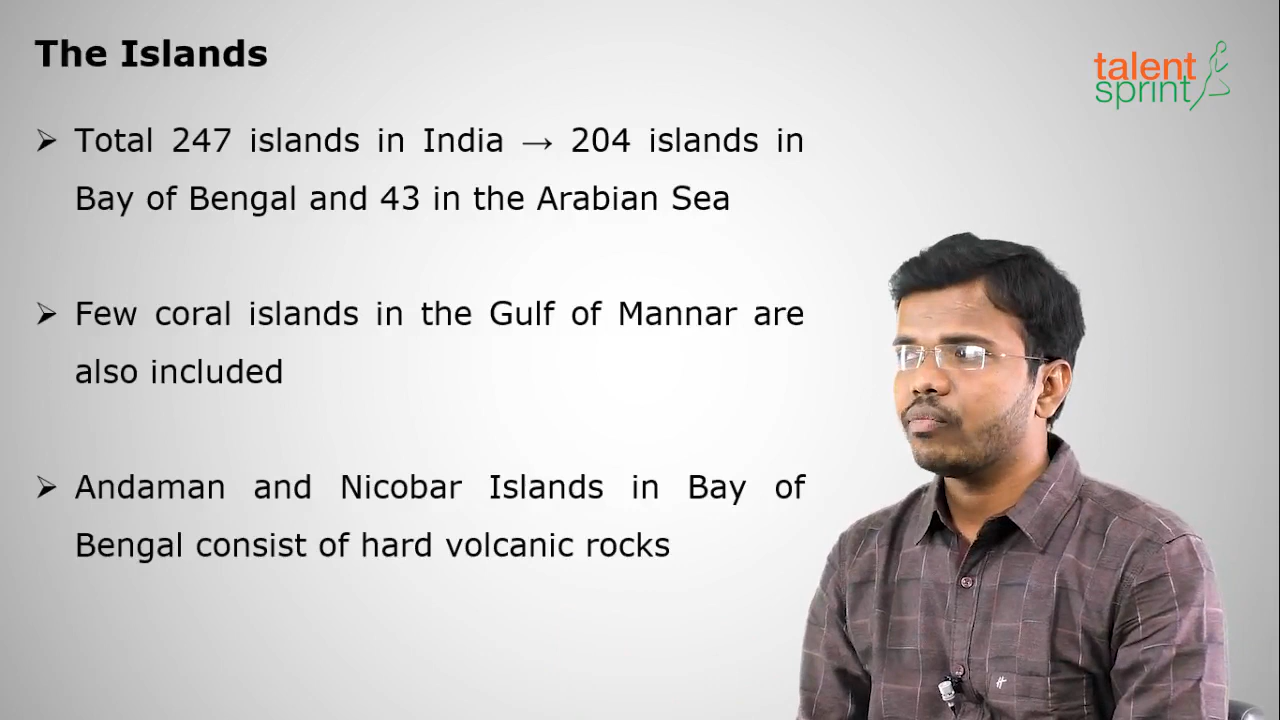 The Islands
talent
sprint
➢ Total 247 islands in India → 204 islands in
Bay of Bengal and 43 in the Arabian Sea
➢ Few coral islands in the Gulf of Mannar are
also included
➢ Andaman and Nicobar Islands in Bay of
Bengal consist of hard volcanic rocks